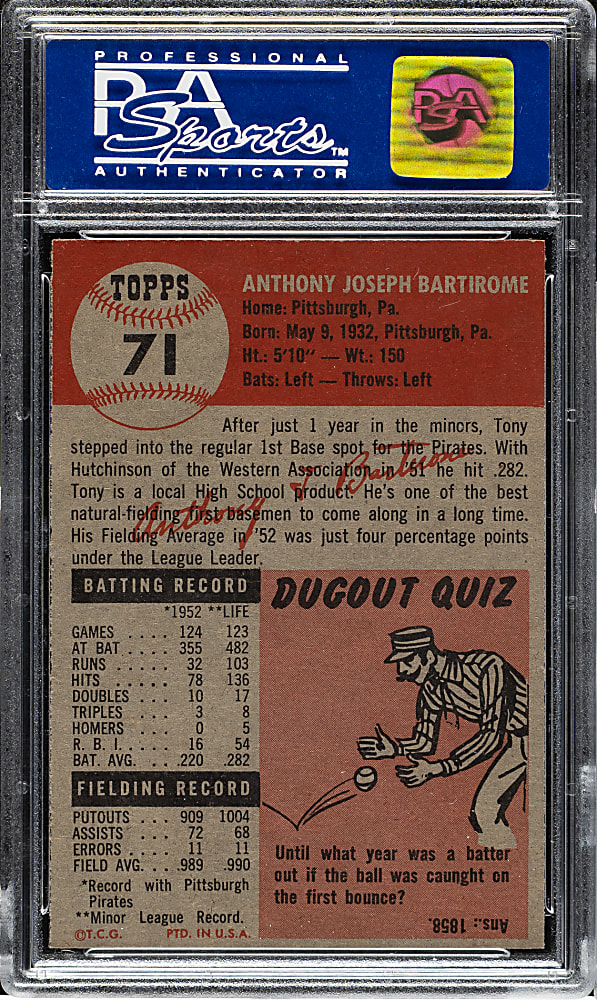 PROFESSIONAL
PSA
Sports™
AUTHENTICATOR
PSA
TOPPS
71
ANTHONY JOSEPH BARTIROME
Home: Pittsburgh, Pa.
Born: May 9, 1932, Pittsburgh, Pa.
Ht.: 5'10" — Wt.: 150
Bats: Left — Throws: Left
After just 1 year in the minors, Tony
stepped into the regular 1st Base spot for the Pirates. With
Hutchinson of the Western Association in '51 he hit .282.
Tony is a local High School product. He's one of the best
natural-fielding first basemen to come along in a long time.
His Fielding Average in '52 was just four percentage points
under the League Leader.
Anthony J Bartirome
BATTING RECORD
*1952 **LIFE
GAMES .... 124 123
AT BAT .... 355 482
RUNS ..... 32 103
HITS ..... 78 136
DOUBLES ... 10 17
TRIPLES ... 3 8
HOMERS ... 0 5
R. B. I. .... 16 54
BAT. AVG. .. .220 .282
FIELDING RECORD
PUTOUTS ... 909 1004
ASSISTS ... 72 68
ERRORS ... 11 11
FIELD AVG. ... .989 .990
*Record with Pittsburgh
Pirates
**Minor League Record.
©T.C.G. PTD. IN U.S.A.
DUGOUT QUIZ
Until what year was a batter
out if the ball was caught on
the first bounce?
Ans.: 1858.